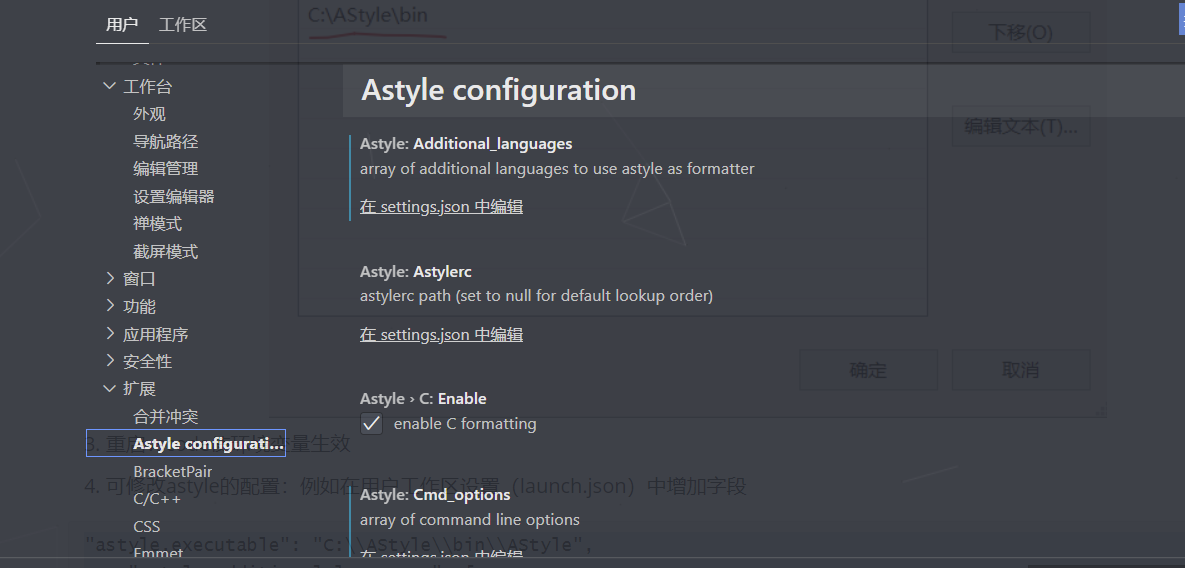 用户 工作区
C:\AStyle\bin
下移(O)
工作台
Astyle configuration
外观
编辑文本(T)...
导航路径
Astyle: Additional_languages
编辑管理
array of additional languages to use astyle as formatter
设置编辑器
在 settings.json 中编辑
禅模式
截屏模式
窗口
Astyle: Astylerc
功能
astylerc path (set to null for default lookup order)
应用程序
在 settings.json 中编辑
安全性
确定
取消
扩展
Astyle › C: Enable
合并冲突
enable C formatting
Astyle configurati...
3. 重启
变量生效
BracketPair
4. 可修改astyle的配置：例如在用户工作区设置（launch.json）中增加字段
C/C++
Astyle: Cmd_options
array of command line options
CSS
"astyle.executable": "C:\\AStyle\\bin\\AStyle",
Emmet
在 settings.json 中编辑